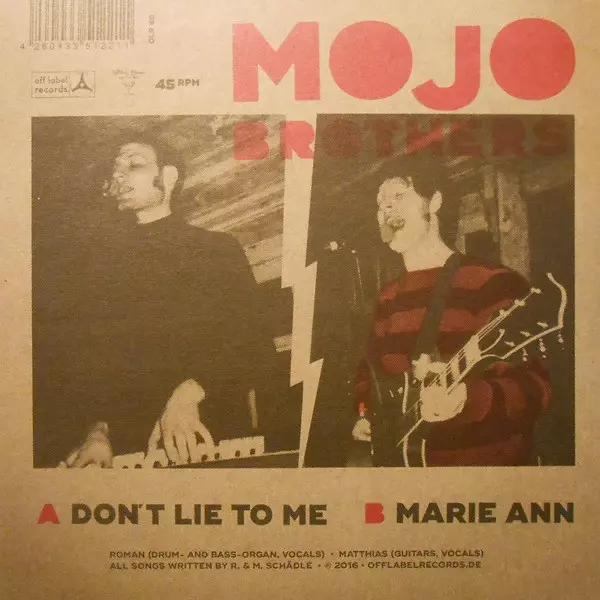 4 260433 512211
OLR 60
off label
records
45 RPM
MOJO
BROTHERS
A DON'T LIE TO ME
B MARIE ANN
ROMAN (DRUM- AND BASS-ORGAN, VOCALS) • MATTHIAS (GUITARS, VOCALS)
ALL SONGS WRITTEN BY R. & M. SCHÄDLE • ℗ 2016 • OFFLABELRECORDS.DE